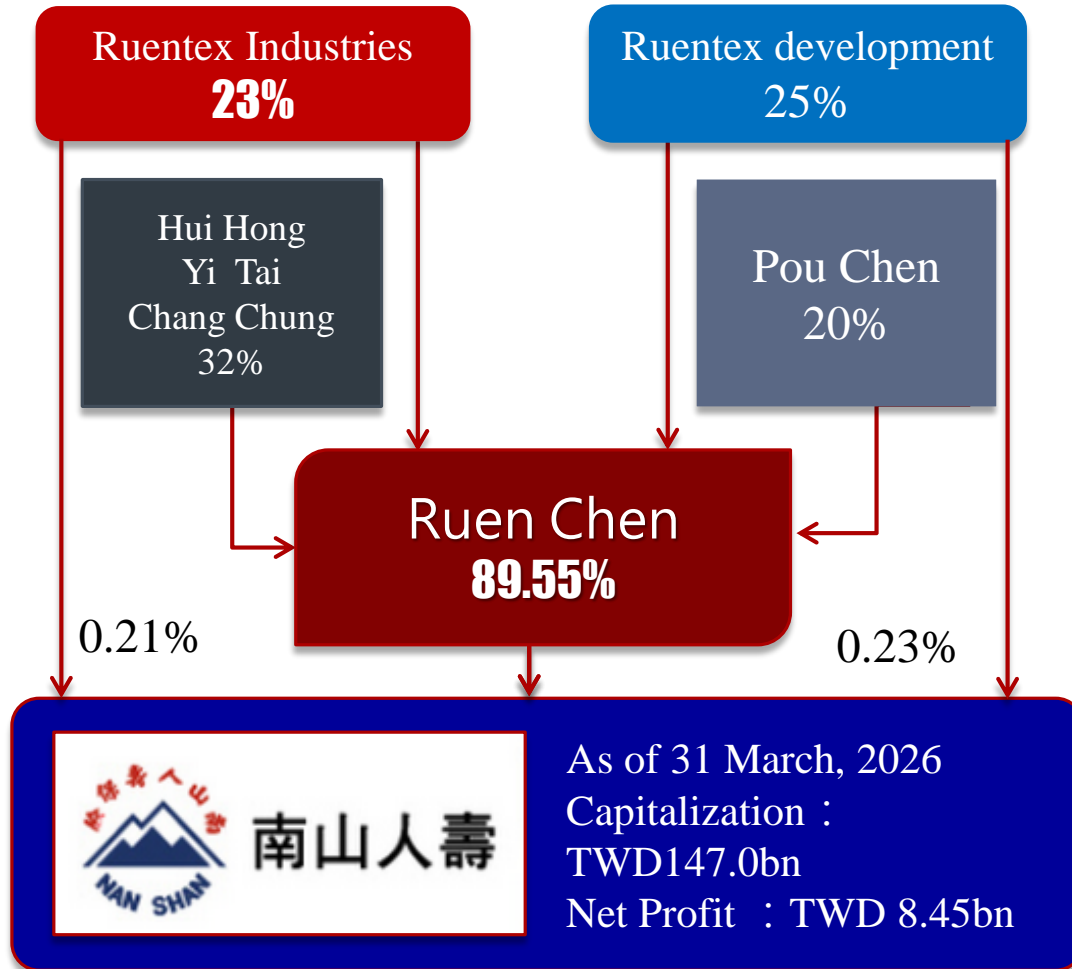 Ruentex Industries
23%
Ruentex development
25%
Hui Hong
Yi Tai
Chang Chung
32%
Pou Chen
20%
Ruen Chen
89.55%
0.21%
0.23%
NAN SHAN
南山人壽
As of 31 March, 2026
Capitalization：
TWD147.0bn
Net Profit ：TWD 8.45bn